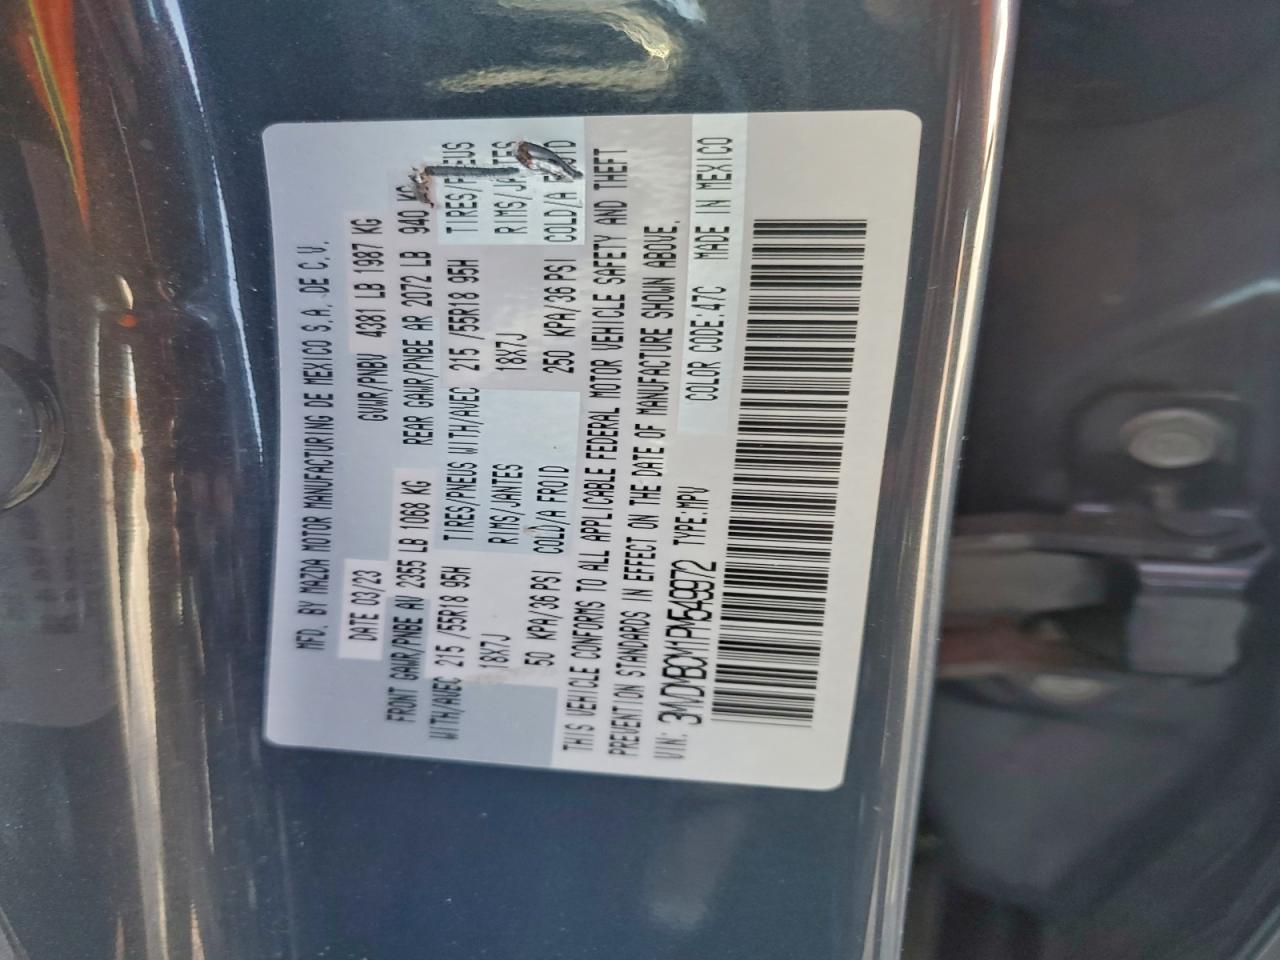 MFD. BY MAZDA MOTOR MANUFACTURING DE MEXICO S.A. DE C.V.
DATE 03/23 GVWR/PNBV 4381 LB 1987 KG
FRONT GAWR/PNBE AV 2355 LB 1068 KG REAR GAWR/PNBE AR 2072 LB 940 KG
WITH/AVEC 215 /55R18 95H TIRES/PNEUS WITH/AVEC 215 /55R18 95H TIRES/PNEUS
18X7J RIMS/JANTES 18X7J RIMS/JANTES
50 KPA/36 PSI COLD/A FROID 250 KPA/36 PSI COLD/A
THIS VEHICLE CONFORMS TO ALL APPLICABLE FEDERAL MOTOR VEHICLE SAFETY AND THEFT
PREVENTION STANDARDS IN EFFECT ON THE DATE OF MANUFACTURE SHOWN ABOVE.
VIN: 3MVDMBCM1PM549972 TYPE:MPV COLOR CODE:47C MADE IN MEXICO